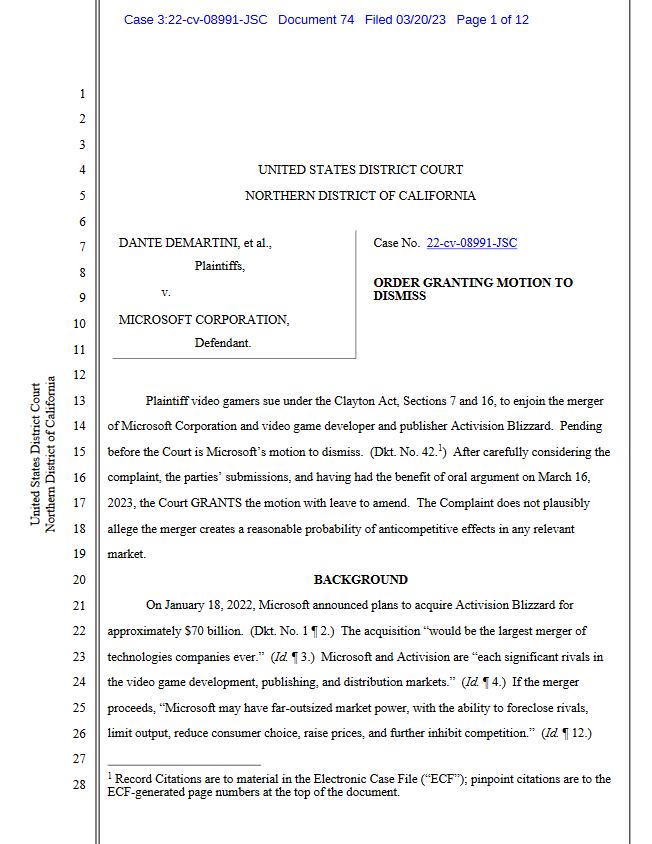 Case 3:22-cv-08991-JSC Document 74 Filed 03/20/23 Page 1 of 12
1
2
3
4 UNITED STATES DISTRICT COURT
5 NORTHERN DISTRICT OF CALIFORNIA
6
7 DANTE DEMARTINI, et al., Case No. 22-cv-08991-JSC
8 Plaintiffs,
9 v. ORDER GRANTING MOTION TO DISMISS
10 MICROSOFT CORPORATION,
11 Defendant.
12
13 Plaintiff video gamers sue under the Clayton Act, Sections 7 and 16, to enjoin the merger
14 of Microsoft Corporation and video game developer and publisher Activision Blizzard. Pending
15 before the Court is Microsoft's motion to dismiss. (Dkt. No. 42.1) After carefully considering the
16 complaint, the parties' submissions, and having had the benefit of oral argument on March 16,
17 2023, the Court GRANTS the motion with leave to amend. The Complaint does not plausibly
18 allege the merger creates a reasonable probability of anticompetitive effects in any relevant
19 market.
20 BACKGROUND
21 On January 18, 2022, Microsoft announced plans to acquire Activision Blizzard for
22 approximately $70 billion. (Dkt. No. 1 ¶ 2.) The acquisition “would be the largest merger of
23 technologies companies ever.” (Id. ¶ 3.) Microsoft and Activision are “each significant rivals in
24 the video game development, publishing, and distribution markets.” (Id. ¶ 4.) If the merger
25 proceeds, “Microsoft may have far-outsized market power, with the ability to foreclose rivals,
26 limit output, reduce consumer choice, raise prices, and further inhibit competition.” (Id. ¶ 12.)
27
28 1 Record Citations are to material in the Electronic Case File (“ECF”); pinpoint citations are to the
ECF-generated page numbers at the top of the document.
United States District Court
Northern District of California